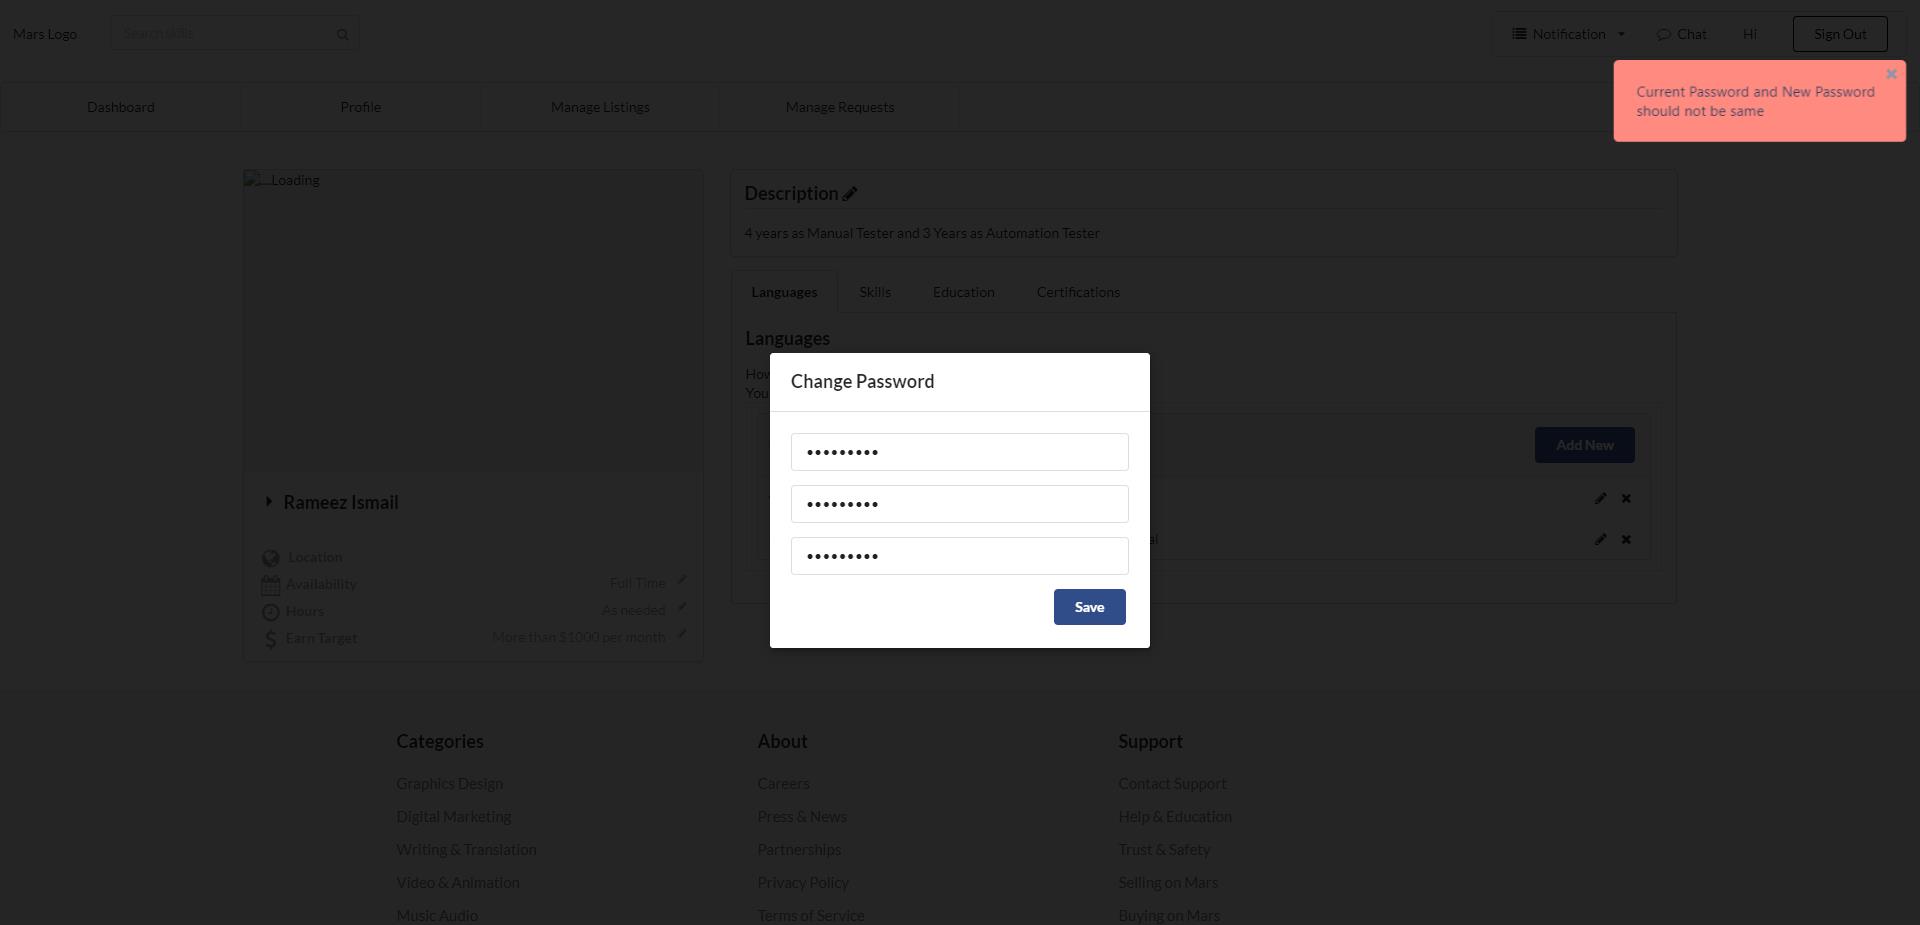 Mars Logo
Search skills
Notification
Chat
Hi
Sign Out
Dashboard
Profile
Manage Listings
Manage Requests
Current Password and New Password
should not be same
Loading
Description
4 years as Manual Tester and 3 Years as Automation Tester
Languages
Skills
Education
Certifications
Languages
How
You
Change Password
Save
Add New
Rameez Ismail
Location
Availability
Full Time
Hours
As needed
Earn Target
More than $1000 per month
Categories
About
Support
Graphics Design
Careers
Contact Support
Digital Marketing
Press & News
Help & Education
Writing & Translation
Partnerships
Trust & Safety
Video & Animation
Privacy Policy
Selling on Mars
Music Audio
Terms of Service
Buying on Mars